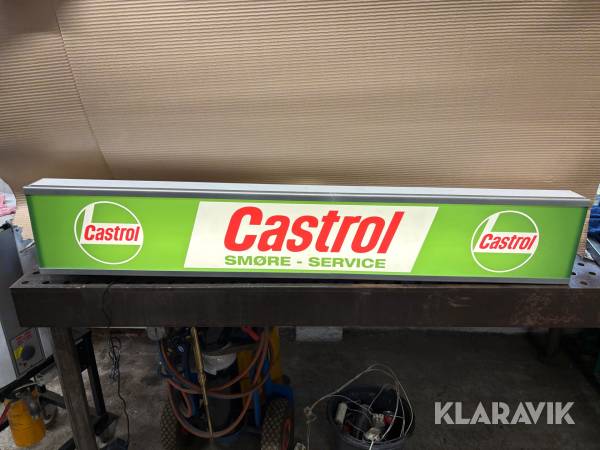 Castrol
Castrol
SMØRE - SERVICE
Castrol
KLARAVIK